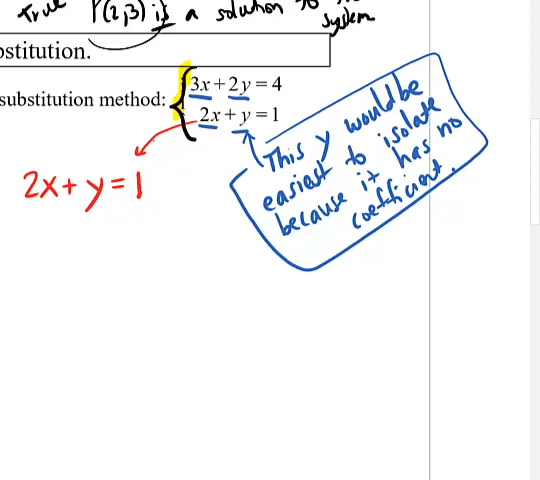 True P(2,3) is a solution to
system
ostitution.
substitution method: { 3x + 2y = 4
2x + y = 1
2x + y = 1
This y would be
easiest to isolate
because it has no
coefficient.